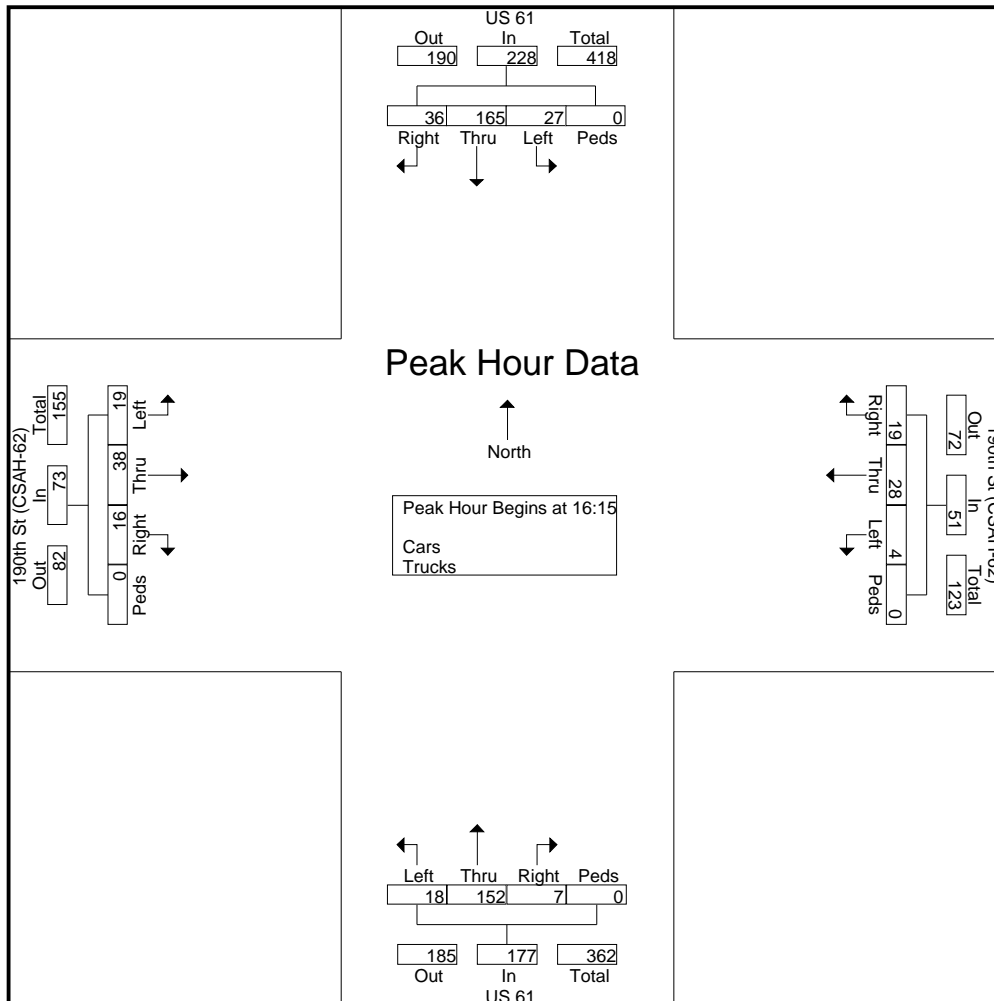 US 61
Out In Total
190 228 418
36 165 27 0
Right Thru Left Peds
Peak Hour Data
North
Peak Hour Begins at 16:15
Cars
Trucks
190th St (CSAH-62)
Out In Total
82 73 155
19 38 16 0
Left Thru Right Peds
190th St (CSAH-62)
Out In Total
72 51 123
19 28 4 0
Right Thru Left Peds
Left Thru Right Peds
18 152 7 0
185 177 362
Out In Total
US 61